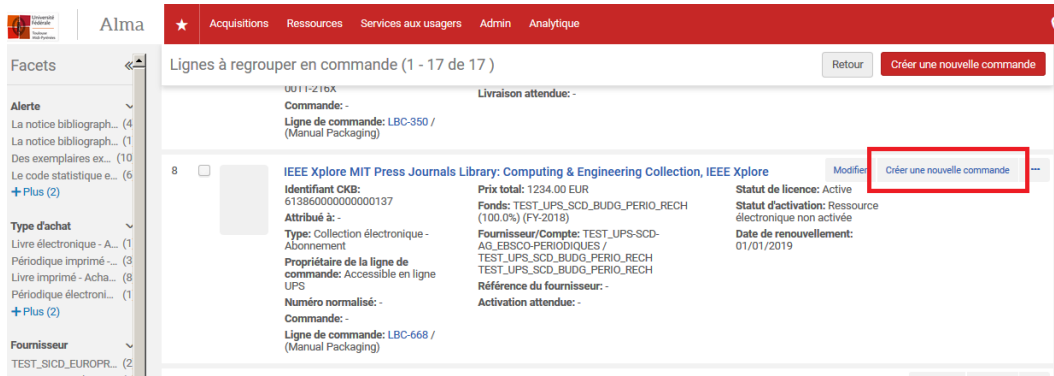 Université
Fédérale
Toulouse
Midi-Pyrénées
Alma
Acquisitions Ressources Services aux usagers Admin Analytique
Facets
Lignes à regrouper en commande (1 - 17 de 17 )
Retour
Créer une nouvelle commande
Alerte
La notice bibliograph... (4
La notice bibliograph... (1
Des exemplaires ex... (10
Le code statistique e... (6
+ Plus (2)
Type d'achat
Livre électronique - A... (1
Périodique imprimé -... (3
Livre imprimé - Acha... (8
Périodique électroni... (1
+ Plus (2)
Fournisseur
TEST_SICD_EUROPR... (2
0011-216X
Commande: -
Ligne de commande: LBC-350 /
(Manual Packaging)
Livraison attendue: -
8
IEEE Xplore MIT Press Journals Library: Computing & Engineering Collection, IEEE Xplore
Modifier
Créer une nouvelle commande
...
Identifiant CKB:
613860000000000137
Attribué à: -
Type: Collection électronique -
Abonnement
Propriétaire de la ligne de
commande: Accessible en ligne
UPS
Numéro normalisé: -
Commande: -
Ligne de commande: LBC-668 /
(Manual Packaging)
Prix total: 1234.00 EUR
Fonds: TEST_UPS_SCD_BUDG_PERIO_RECH
(100.0%) (FY-2018)
Fournisseur/Compte: TEST_UPS-SCD-
AG_EBSCO-PERIODIQUES /
TEST_UPS_SCD_BUDG_PERIO_RECH
TEST_UPS_SCD_BUDG_PERIO_RECH
Référence du fournisseur: -
Activation attendue: -
Statut de licence: Active
Statut d'activation: Ressource
électronique non activée
Date de renouvellement:
01/01/2019